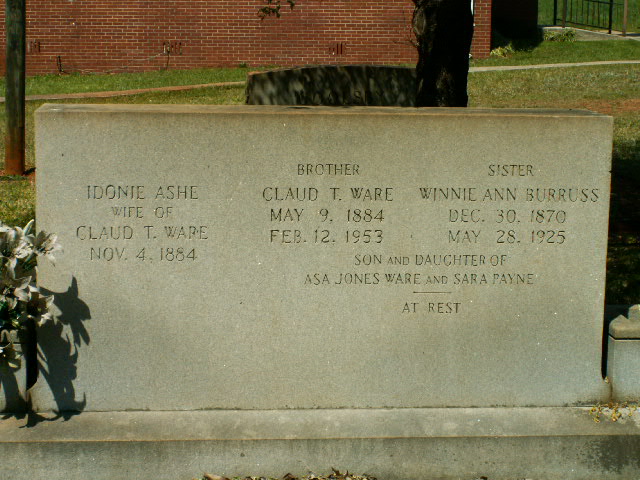 IDONIE ASHE
WIFE OF
CLAUD T. WARE
NOV. 4, 1884
BROTHER
CLAUD T. WARE
MAY 9, 1884
FEB. 12, 1953
SISTER
WINNIE ANN BURRUSS
DEC. 30, 1870
MAY 28, 1925
SON AND DAUGHTER OF
ASA JONES WARE AND SARA PAYNE
AT REST